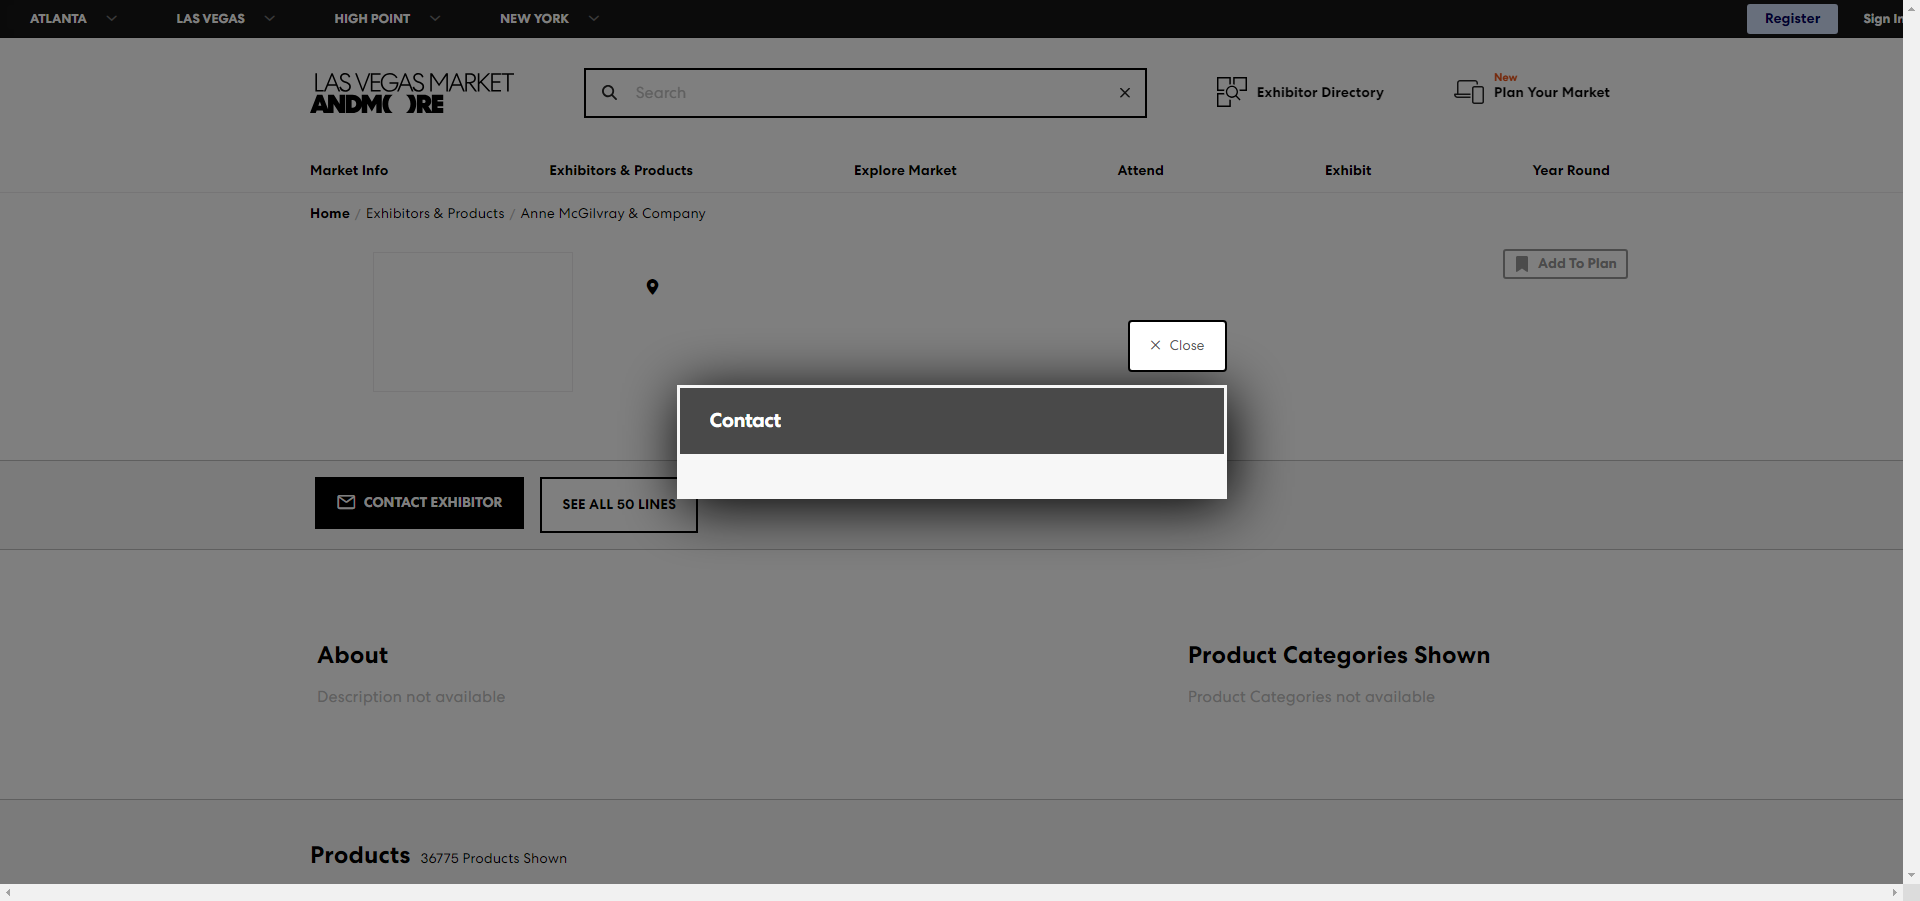 ATLANTA
LAS VEGAS
HIGH POINT
NEW YORK
Register
Sign In
LAS VEGAS MARKET
ANDMORE
Search
Exhibitor Directory
New
Plan Your Market
Market Info
Exhibitors & Products
Explore Market
Attend
Exhibit
Year Round
Home / Exhibitors & Products / Anne McGilvray & Company
Add To Plan
Close
Contact
CONTACT EXHIBITOR
SEE ALL 50 LINES
About
Product Categories Shown
Description not available
Product Categories not available
Products 36775 Products Shown